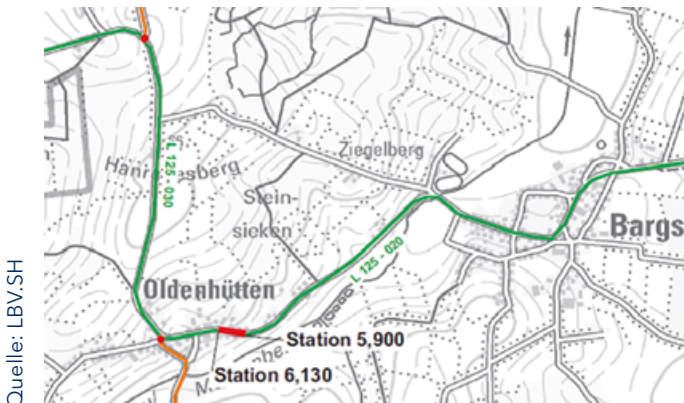 Ziegelberg
L 125 - 030
Stein-
sieken
Bargs
L 125 - 020
Oldenhütten
Station 5,900
Station 6,130
Quelle: LBV.SH